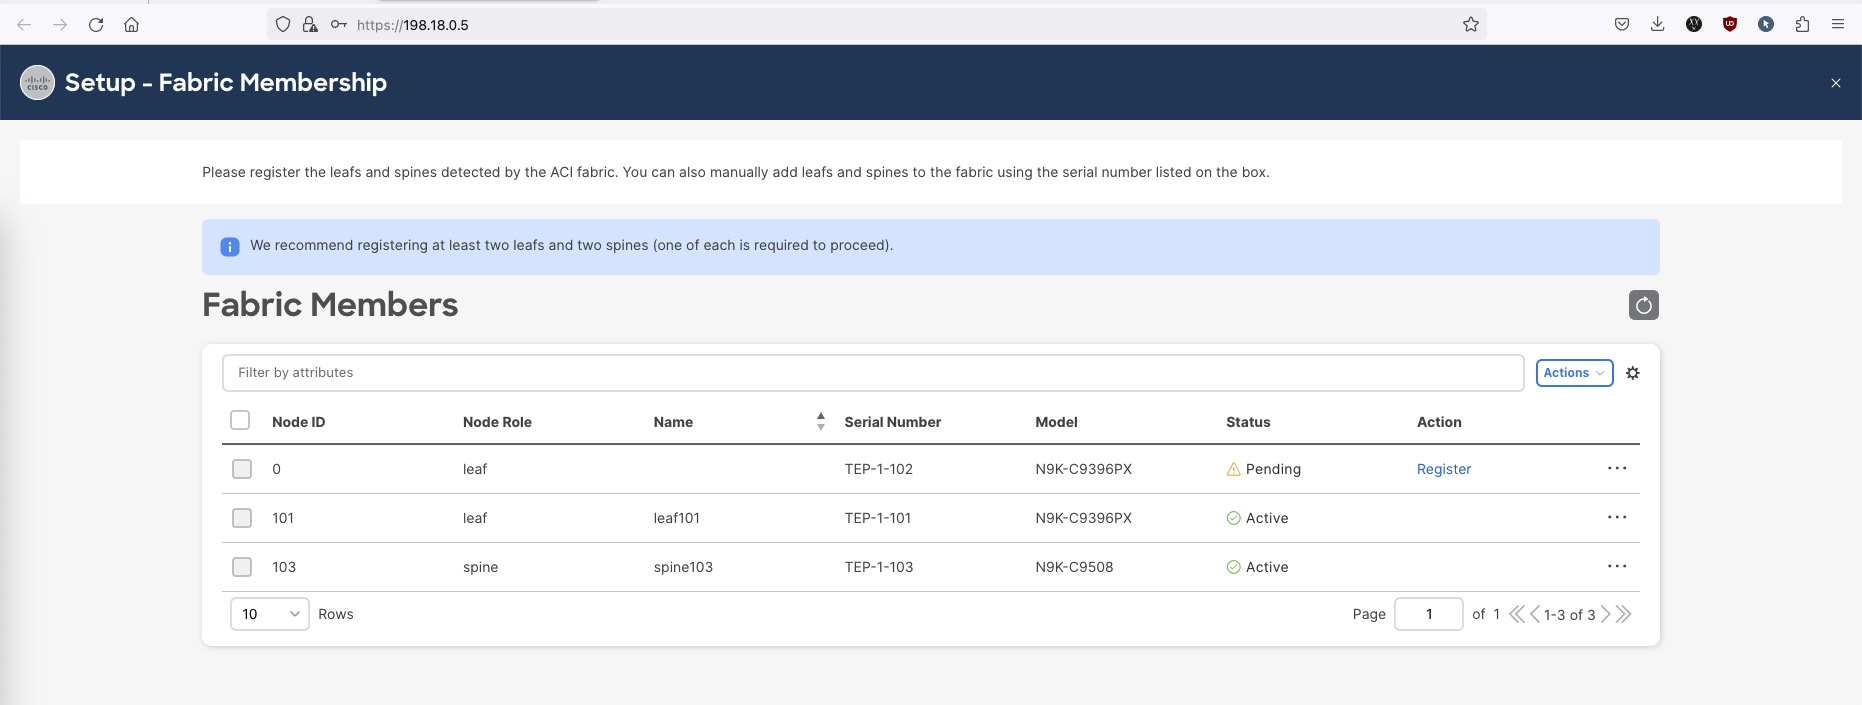 https://198.18.0.5
CISCO
Setup - Fabric Membership
Please register the leafs and spines detected by the ACI fabric. You can also manually add leafs and spines to the fabric using the serial number listed on the box.
We recommend registering at least two leafs and two spines (one of each is required to proceed).
Fabric Members
Filter by attributes
Actions
Node ID Node Role Name Serial Number Model Status Action
0 leaf TEP-1-102 N9K-C9396PX Pending Register
101 leaf leaf101 TEP-1-101 N9K-C9396PX Active
103 spine spine103 TEP-1-103 N9K-C9508 Active
10 Rows Page 1 of 1 1-3 of 3